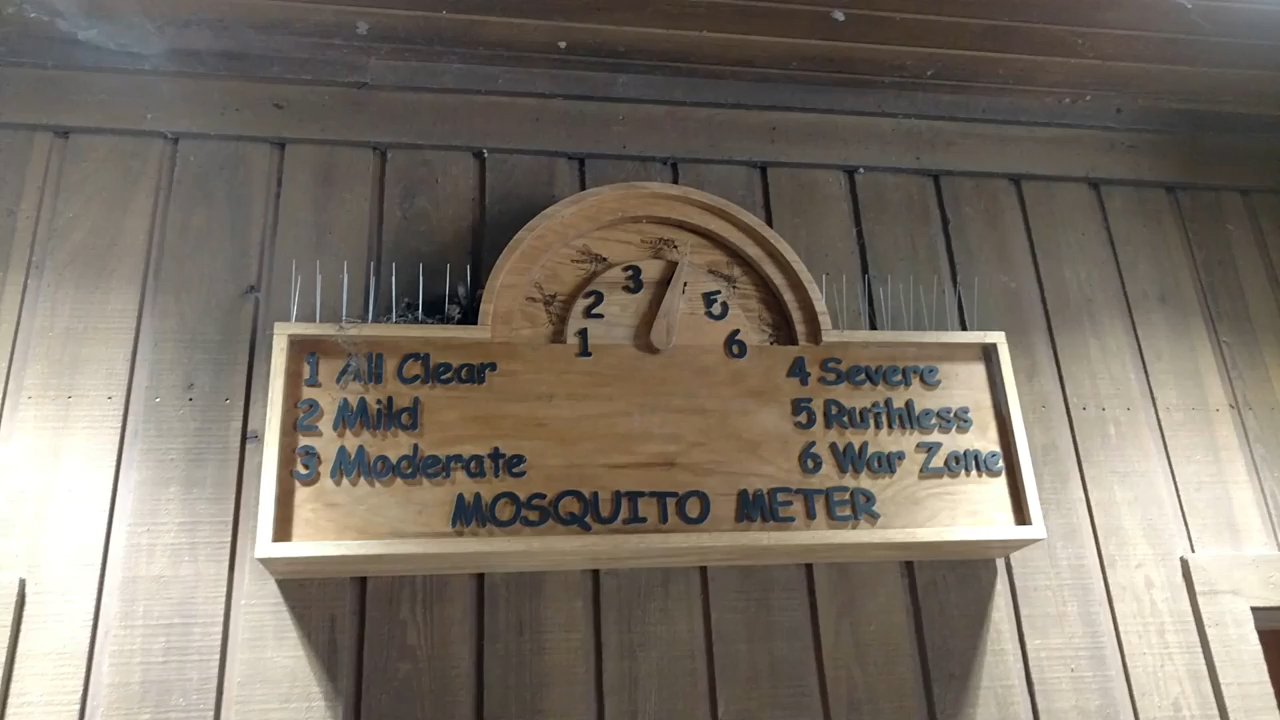 3
2
5
1
6
1 All Clear
2 Mild
3 Moderate
4 Severe
5 Ruthless
6 War Zone
MOSQUITO METER